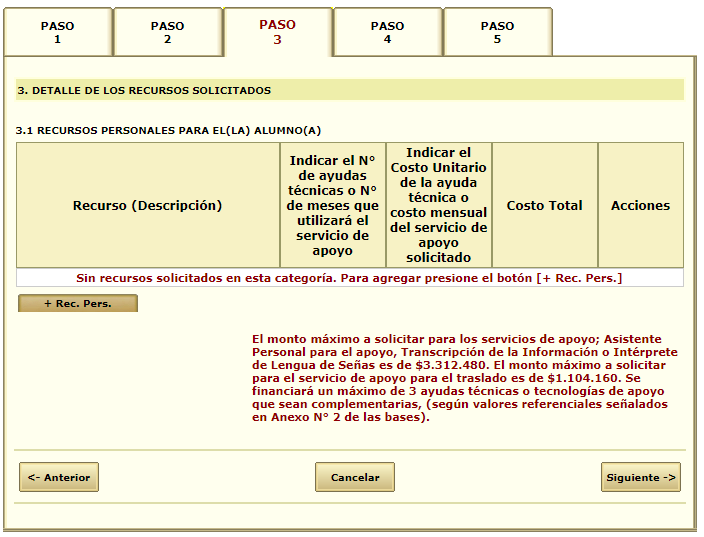 PASO
1
PASO
2
PASO
3
PASO
4
PASO
5
3. DETALLE DE LOS RECURSOS SOLICITADOS
3.1 RECURSOS PERSONALES PARA EL(LA) ALUMNO(A)
Recurso (Descripción)
Indicar el N°
de ayudas
técnicas o N°
de meses que
utilizará el
servicio de
apoyo
Indicar el
Costo Unitario
de la ayuda
técnica o
costo mensual
del servicio de
apoyo
solicitado
Costo Total
Acciones
Sin recursos solicitados en esta categoría. Para agregar presione el botón [+ Rec. Pers.]
+ Rec. Pers.
El monto máximo a solicitar para los servicios de apoyo; Asistente
Personal para el apoyo, Transcripción de la Información o Intérprete
de Lengua de Señas es de $3.312.480. El monto máximo a solicitar
para el servicio de apoyo para el traslado es de $1.104.160. Se
financiará un máximo de 3 ayudas técnicas o tecnologías de apoyo
que sean complementarias, (según valores referenciales señalados
en Anexo N° 2 de las bases).
<- Anterior
Cancelar
Siguiente ->